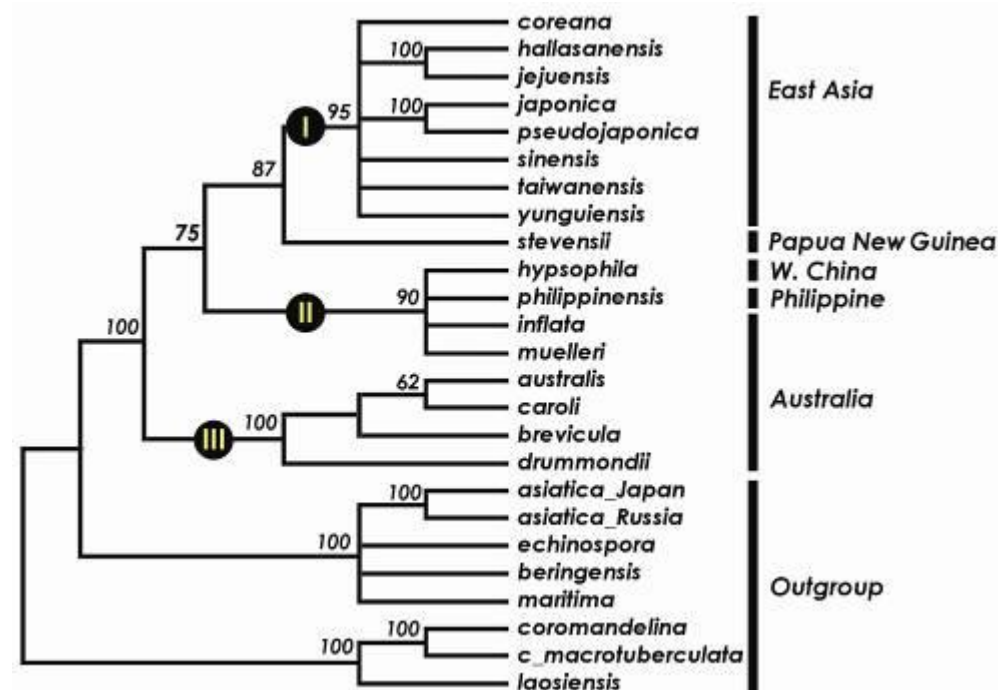 coreana
100 hallasanensis
jejuensis
East Asia
I 95 100 japonica
pseudojaponica
sinensis
87 taiwanensis
yunguiensis
75 stevensii
Papua New Guinea
hypsophila
W. China
II 90 philippinensis
Philippine
100 inflata
muelleri
62 australis
Australia
caroli
III 100 brevicula
drummondii
100 asiatica_Japan
asiatica_Russia
100 echinospora
beringensis
Outgroup
maritima
100 coromandelina
100 c_macrotuberculata
laosiensis